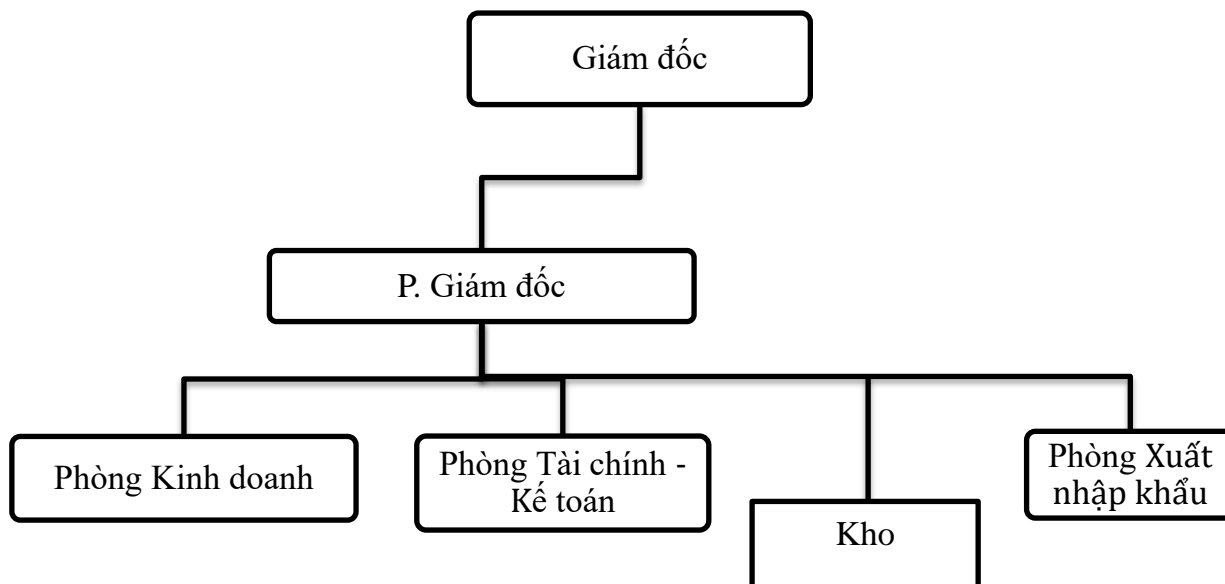 Giám đốc
P. Giám đốc
Phòng Kinh doanh
Phòng Tài chính -
Kế toán
Kho
Phòng Xuất
nhập khẩu